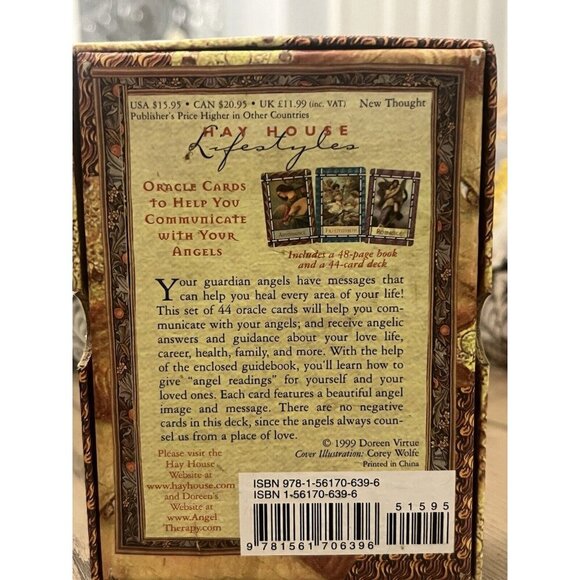 USA $15.95 • CAN $20.95 • UK £11.99 (inc. VAT) New Thought
Publisher's Price Higher in Other Countries
HAY HOUSE
Lifestyles
ORACLE CARDS
TO HELP YOU
COMMUNICATE
WITH YOUR
ANGELS
ROMANCE
Includes a 48-page book
and a 44-card deck
Your guardian angels have messages that
can help you heal every area of your life!
This set of 44 oracle cards will help you com-
municate with your angels; and receive angelic
answers and guidance about your love life,
career, health, family, and more. With the help
of the enclosed guidebook, you'll learn how to
give "angel readings" for yourself and your
loved ones. Each card features a beautiful angel
image and message. There are no negative
cards in this deck, since the angels always coun-
sel us from a place of love.
Please visit the
Hay House
Website at
www.hayhouse.com
and Doreen's
Website at
www.Angel
Therapy.com
© 1999 Doreen Virtue
Cover Illustration: Corey Wolfe
Printed in China
ISBN 978-1-56170-639-6
ISBN 1-56170-639-6
51595
9 781561 706396